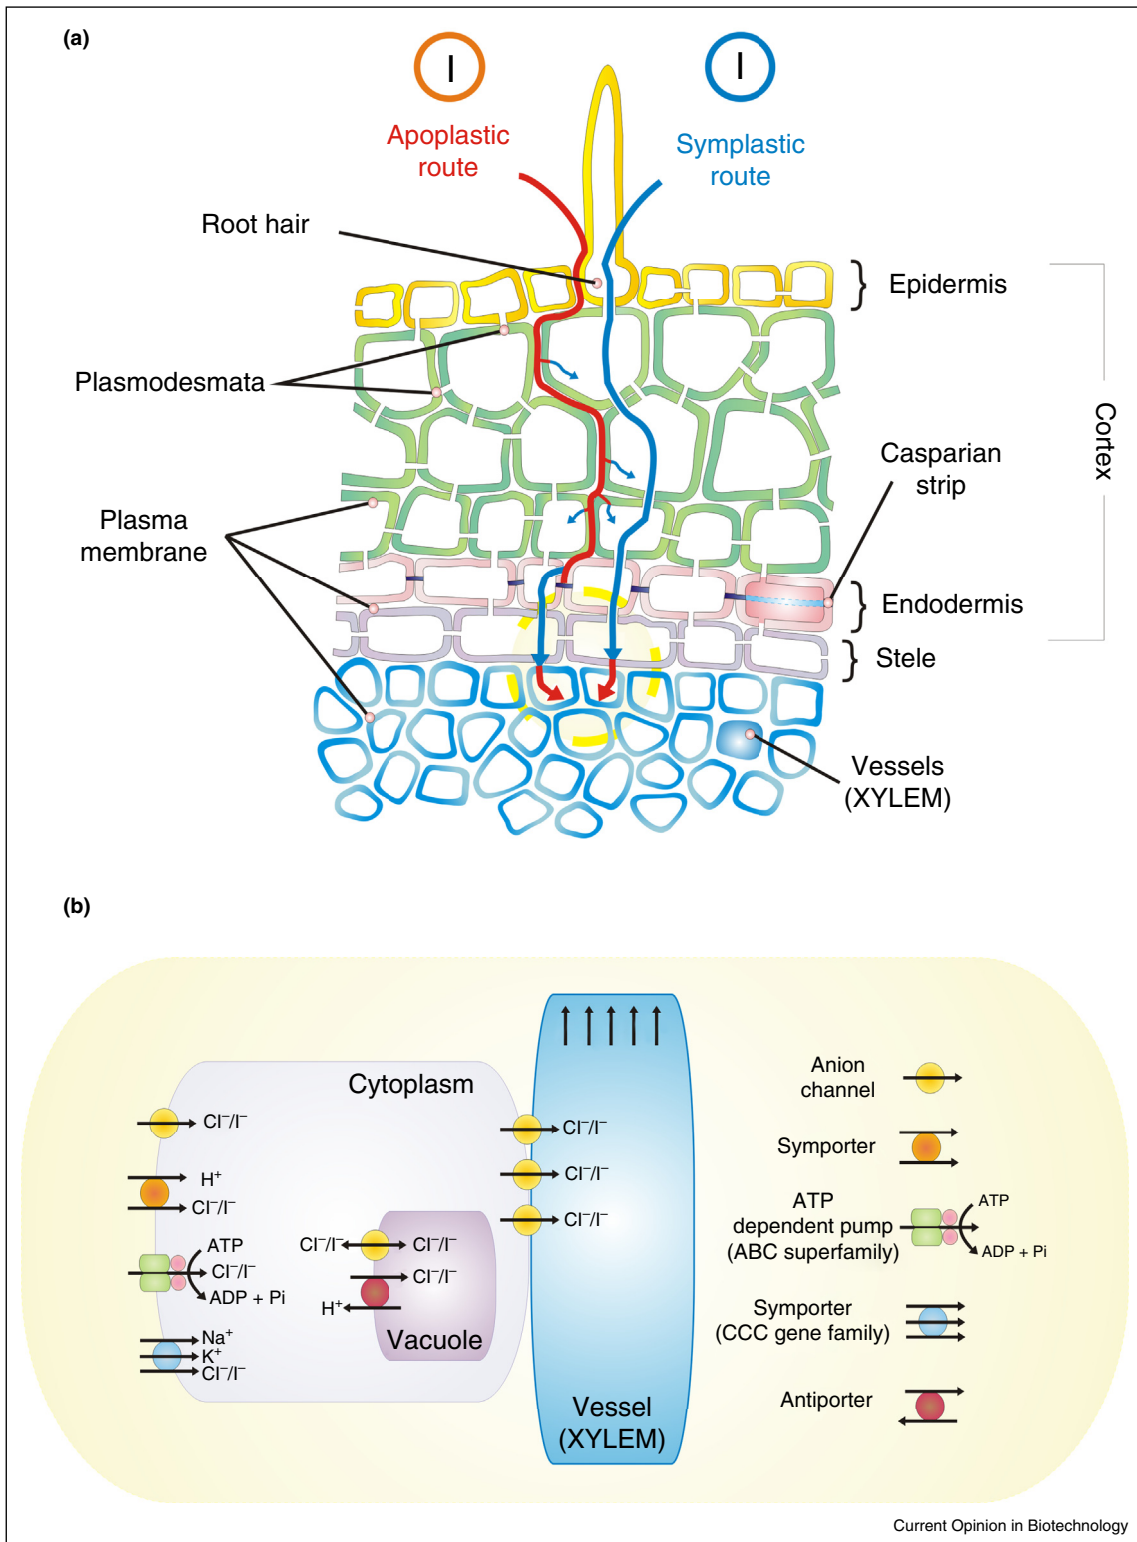 (a)
I
I
Apoplastic
route
Symplastic
route
Root hair
Epidermis
Plasmodesmata
Cortex
Casparian
strip
Plasma
membrane
Endodermis
Stele
Vessels
(XYLEM)
(b)
Cytoplasm
Cl⁻/I⁻
H⁺
Cl⁻/I⁻
ATP
Cl⁻/I⁻
ADP + Pi
Na⁺
K⁺
Cl⁻/I⁻
Cl⁻/I⁻
Cl⁻/I⁻
Cl⁻/I⁻
H⁺
Vacuole
Cl⁻/I⁻
Cl⁻/I⁻
Cl⁻/I⁻
Vessel
(XYLEM)
Anion
channel
Symporter
ATP
dependent pump
(ABC superfamily)
ATP
ADP + Pi
Symporter
(CCC gene family)
Antiporter
Current Opinion in Biotechnology